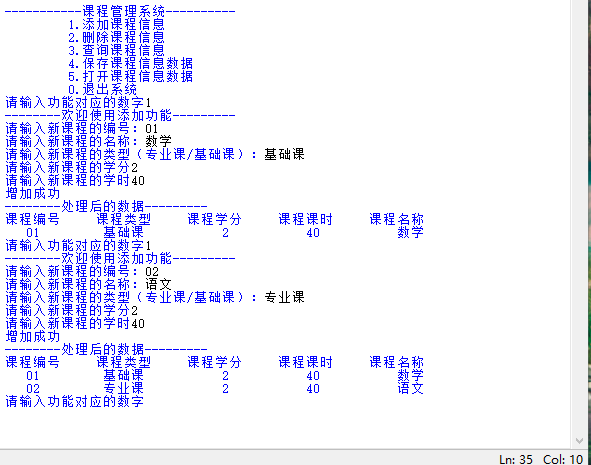 -----------课程管理系统----------
1.添加课程信息
2.删除课程信息
3.查询课程信息
4.保存课程信息数据
5.打开课程信息数据
0.退出系统
请输入功能对应的数字1
--------欢迎使用添加功能---------
请输入新课程的编号：01
请输入新课程的名称：数学
请输入新课程的类型（专业课/基础课）：基础课
请输入新课程的学分2
请输入新课程的学时40
增加成功
--------处理后的数据---------
课程编号 课程类型 课程学分 课程课时 课程名称
01 基础课 2 40 数学
请输入功能对应的数字1
--------欢迎使用添加功能---------
请输入新课程的编号：02
请输入新课程的名称：语文
请输入新课程的类型（专业课/基础课）：专业课
请输入新课程的学分2
请输入新课程的学时40
增加成功
--------处理后的数据---------
课程编号 课程类型 课程学分 课程课时 课程名称
01 基础课 2 40 数学
02 专业课 2 40 语文
请输入功能对应的数字
Ln: 35 Col: 10